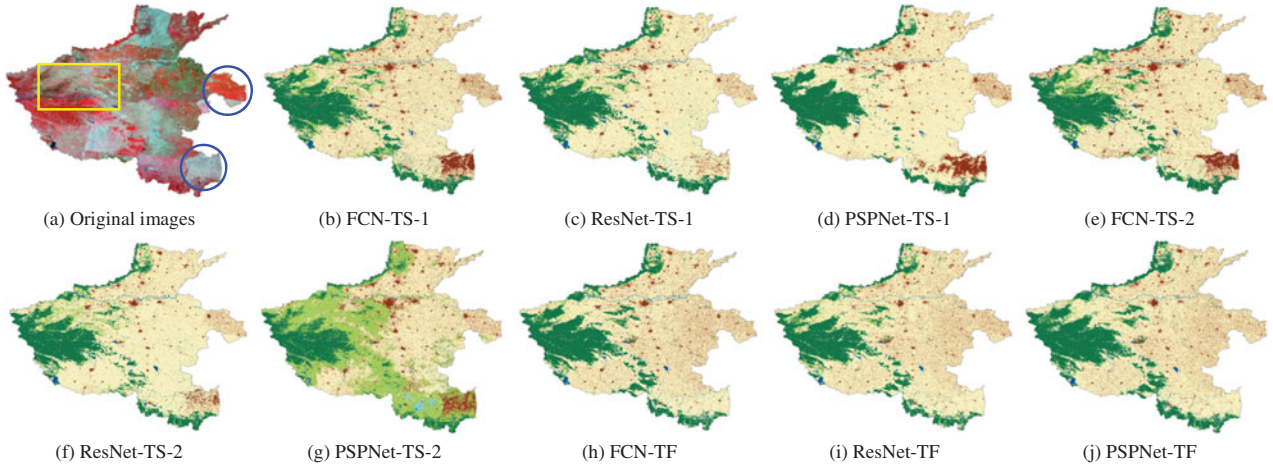 (a) Original images
(b) FCN-TS-1
(c) ResNet-TS-1
(d) PSPNet-TS-1
(e) FCN-TS-2
(f) ResNet-TS-2
(g) PSPNet-TS-2
(h) FCN-TF
(i) ResNet-TF
(j) PSPNet-TF